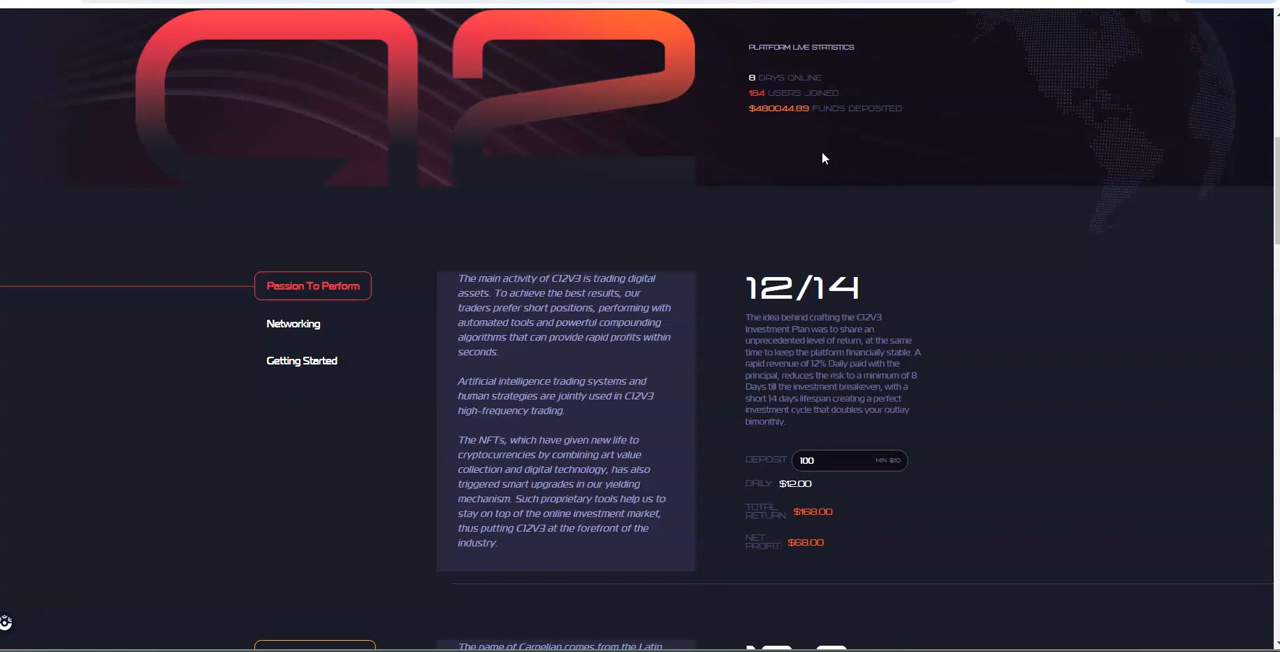 PLATFORM LIVE STATISTICS
8 DAYS ONLINE
184 USERS JOINED
$480044.89 FUNDS DEPOSITED
Passion To Perform
Networking
Getting Started
The main activity of C12V3 is trading digital
assets. To achieve the best results, our
traders prefer short positions, performing with
automated tools and powerful compounding
algorithms that can provide rapid profits within
seconds.
Artificial intelligence trading systems and
human strategies are jointly used in C12V3
high-frequency trading.
The NFTs, which have given new life to
cryptocurrencies by combining art value
collection and digital technology, has also
triggered smart upgrades in our yielding
mechanism. Such proprietary tools help us to
stay on top of the online investment market,
thus putting C12V3 at the forefront of the
industry.
12/14
The idea behind crafting the C12V3
Investment Plan was to share an
unprecedented level of return, at the same
time to keep the platform financially stable. A
rapid revenue of 12% Daily paid with the
principal, reduces the risk to a minimum of 8
Days till the investment breakeven, with a
short 14 days lifespan creating a perfect
investment cycle that doubles your outlay
bimonthly.
DEPOSIT 100 MIN $10
DAILY: $12.00
TOTAL
RETURN: $168.00
NET
PROFIT: $68.00
The name of Carnelian comes from the Latin